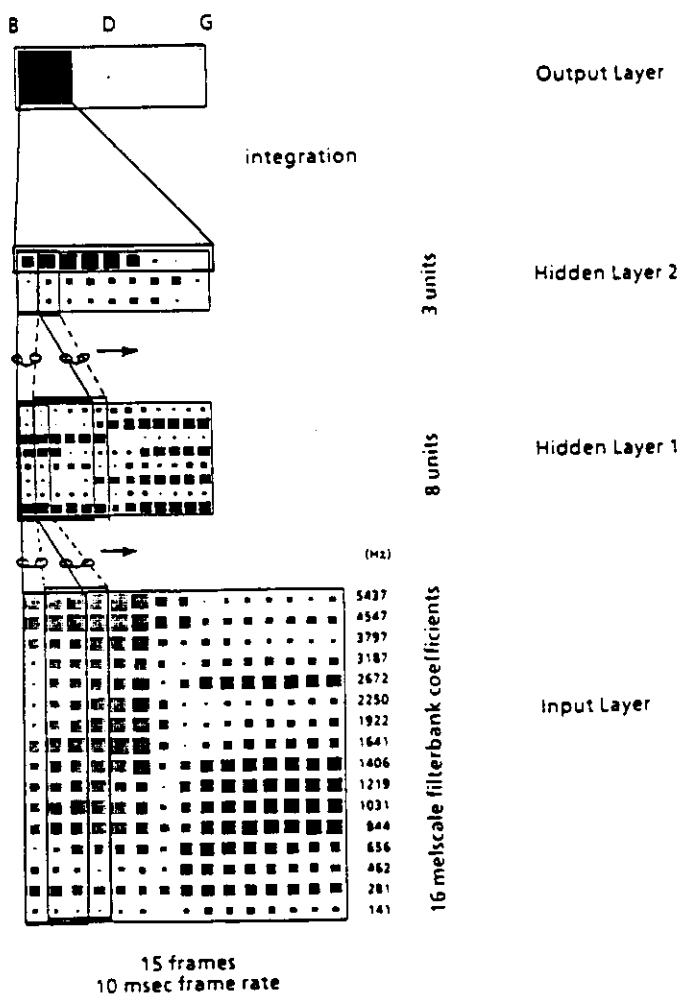 B D G
Output Layer
integration
3 units
Hidden Layer 2
8 units
Hidden Layer 1
(Hz)
5437
4547
3797
3187
2672
2250
1922
1641
1406
1219
1031
844
656
462
281
141
16 melscale filterbank coefficients
Input Layer
15 frames
10 msec frame rate